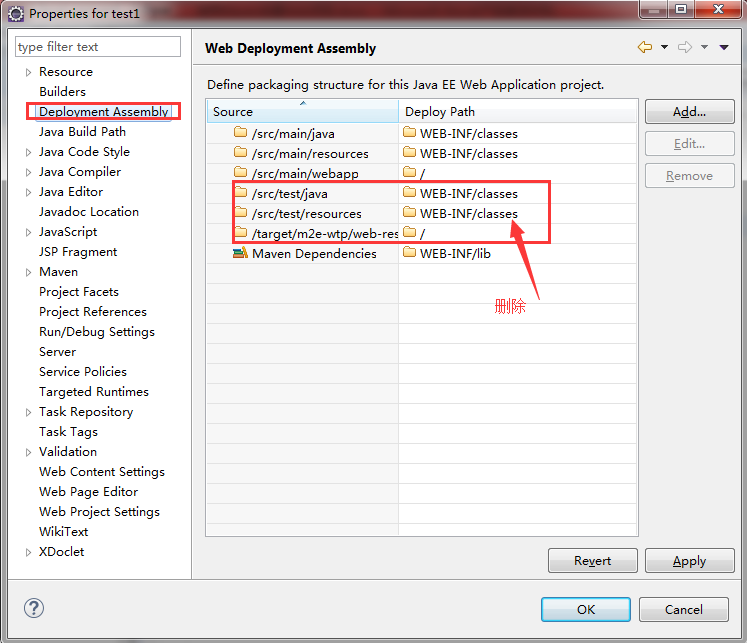 Properties for test1
type filter text
Resource
Builders
Deployment Assembly
Java Build Path
Java Code Style
Java Compiler
Java Editor
Javadoc Location
JavaScript
JSP Fragment
Maven
Project Facets
Project References
Run/Debug Settings
Server
Service Policies
Targeted Runtimes
Task Repository
Task Tags
Validation
Web Content Settings
Web Page Editor
Web Project Settings
WikiText
XDoclet
Web Deployment Assembly
Define packaging structure for this Java EE Web Application project.
Source Deploy Path
/src/main/java WEB-INF/classes
/src/main/resources WEB-INF/classes
/src/main/webapp /
/src/test/java WEB-INF/classes
/src/test/resources WEB-INF/classes
/target/m2e-wtp/web-res /
Maven Dependencies WEB-INF/lib
删除
Add...
Edit...
Remove
Revert Apply
OK Cancel